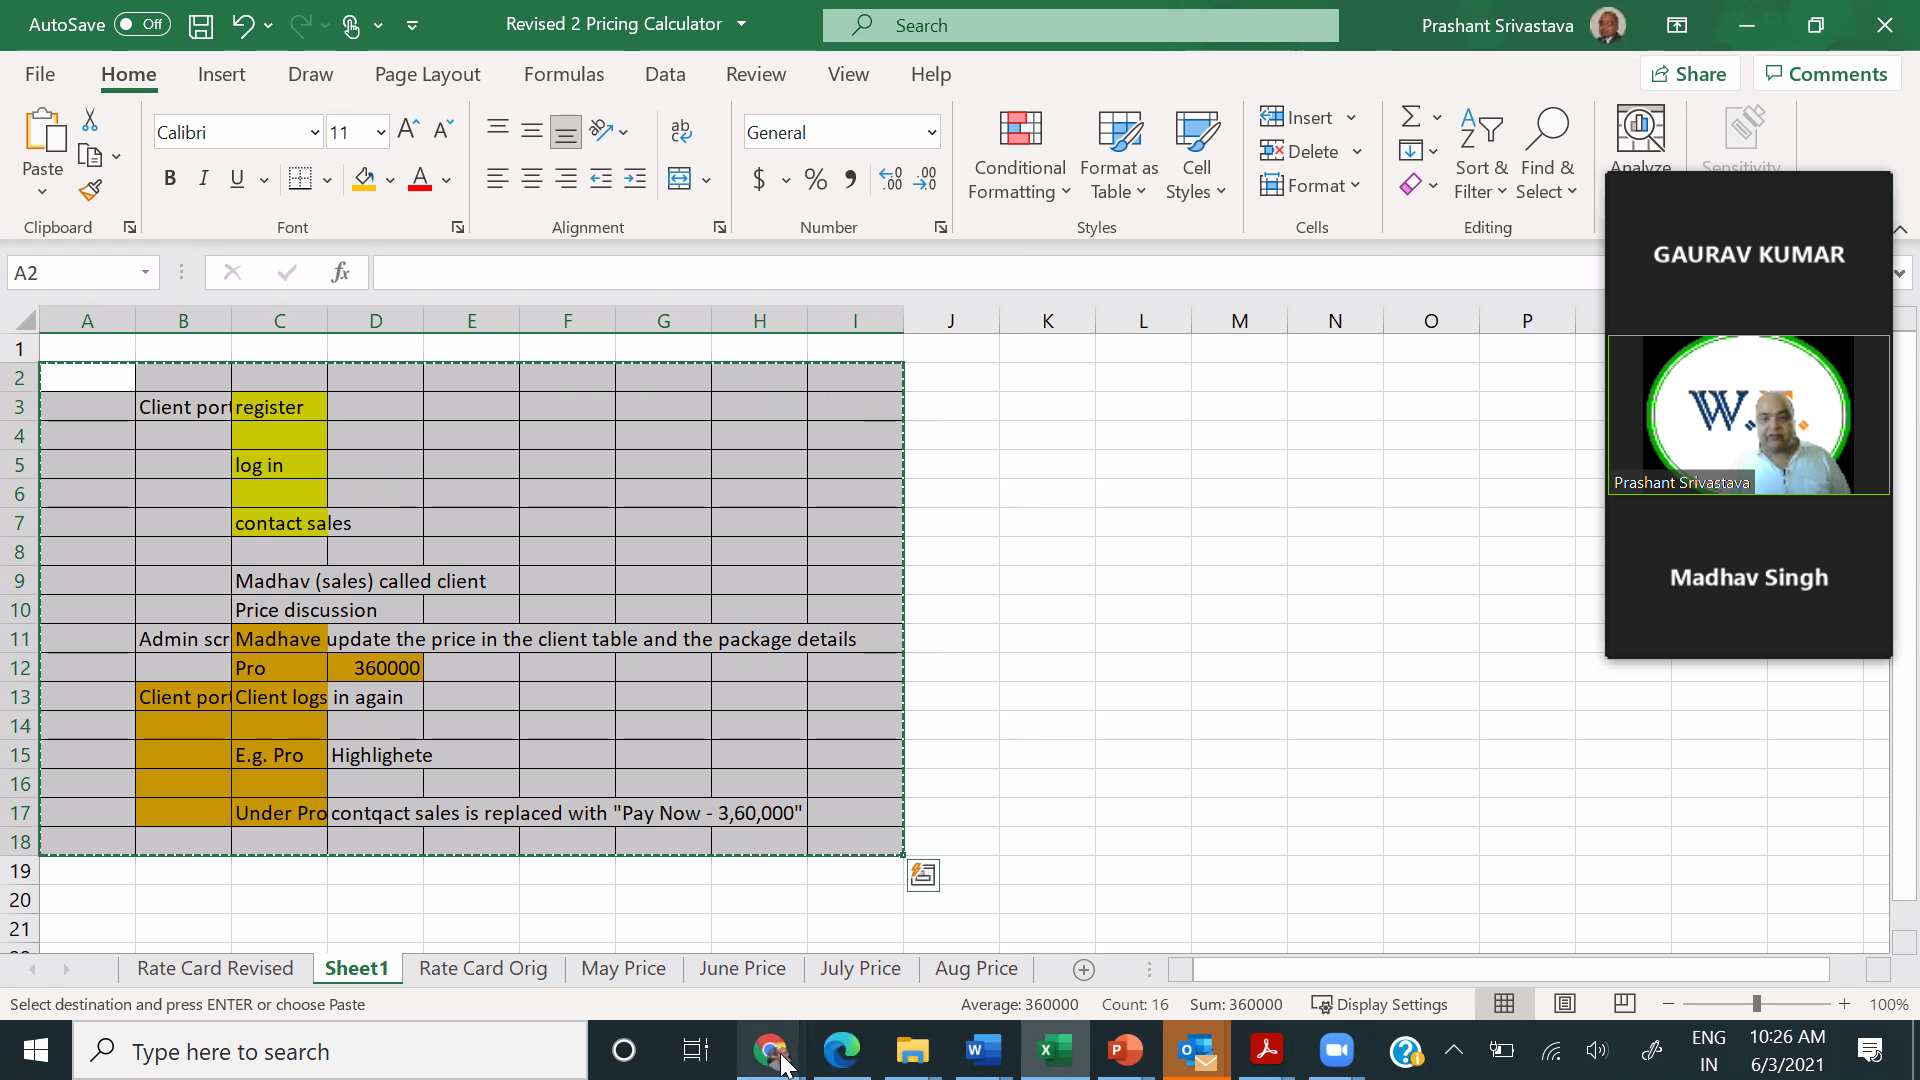 AutoSave Off Revised 2 Pricing Calculator Search Prashant Srivastava
File Home Insert Draw Page Layout Formulas Data Review View Help Share Comments
Paste Calibri 11 General Conditional Formatting Format as Table Cell Styles Insert Delete Format Sort & Filter Find & Select Analyze Sensitivity
Clipboard Font Alignment Number Styles Cells Editing
A2 fx
A B C D E F G H I J K L M N O P
1
2
3 Client port register
4
5 log in
6
7 contact sales
8
9 Madhav (sales) called client
10 Price discussion
11 Admin scr Madhave update the price in the client table and the package details
12 Pro 360000
13 Client port Client logs in again
14
15 E.g. Pro Highlighete
16
17 Under Pro contqact sales is replaced with "Pay Now - 3,60,000"
18
19
20
21
GAURAV KUMAR
W.
Prashant Srivastava
Madhav Singh
Rate Card Revised Sheet1 Rate Card Orig May Price June Price July Price Aug Price
Select destination and press ENTER or choose Paste Average: 360000 Count: 16 Sum: 360000 Display Settings 100%
Type here to search ENG IN 10:26 AM 6/3/2021